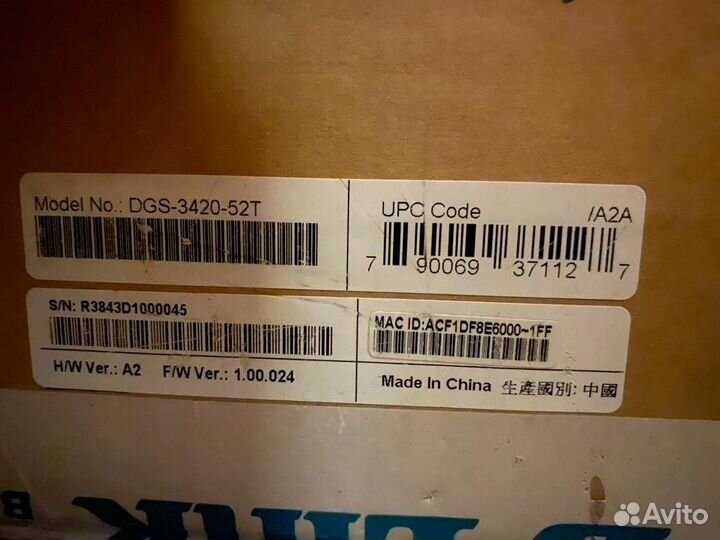 Model No.: DGS-3420-52T
UPC Code /A2A
7 90069 37112 7
S/N: R3843D1000045
MAC ID:ACF1DF8E6000~1FF
H/W Ver.: A2 F/W Ver.: 1.00.024
Made In China 生產國別: 中國
D-Link B
Avito